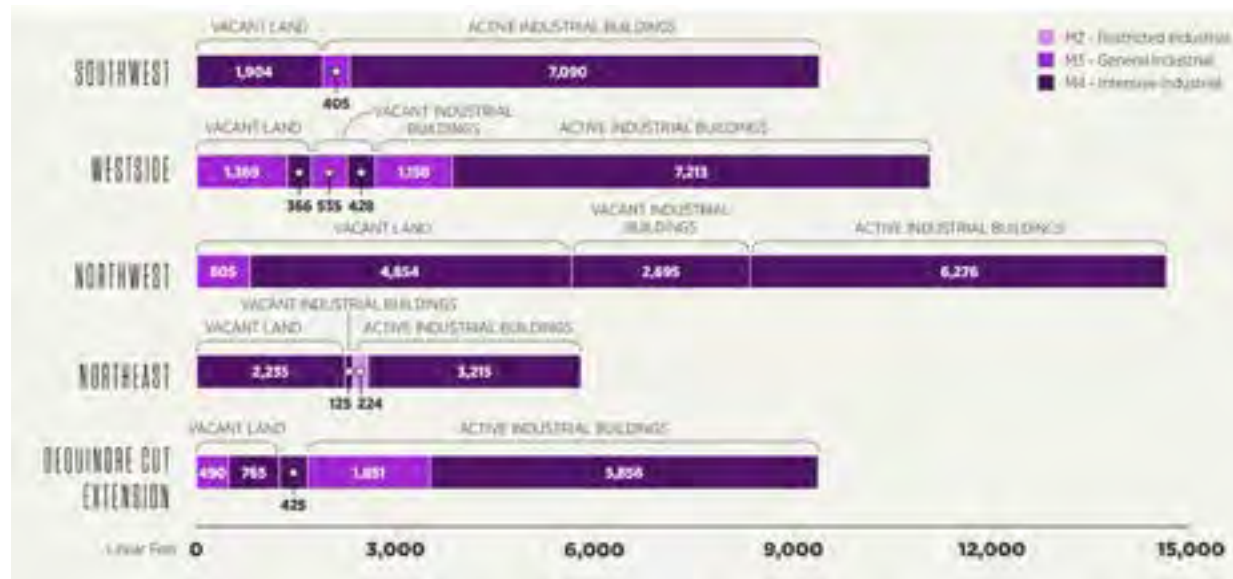 VACANT LAND ACTIVE INDUSTRIAL BUILDINGS
M2 - Restricted Industrial
M3 - General Industrial
M4 - Intensive Industrial
SOUTHWEST 1,904 7,090
405
VACANT LAND VACANT INDUSTRIAL BUILDINGS ACTIVE INDUSTRIAL BUILDINGS
WESTSIDE 1,369 7,213
366 535 428
VACANT LAND VACANT INDUSTRIAL BUILDINGS ACTIVE INDUSTRIAL BUILDINGS
NORTHWEST 805 4,854 2,695 6,276
VACANT INDUSTRIAL BUILDINGS
VACANT LAND ACTIVE INDUSTRIAL BUILDINGS
NORTHEAST 2,235 3,215
125 224
VACANT LAND ACTIVE INDUSTRIAL BUILDINGS
DEQUINDRE CUT
EXTENSION
490 765 1,851 5,856
425
Linear Feet 0 3,000 6,000 9,000 12,000 15,000